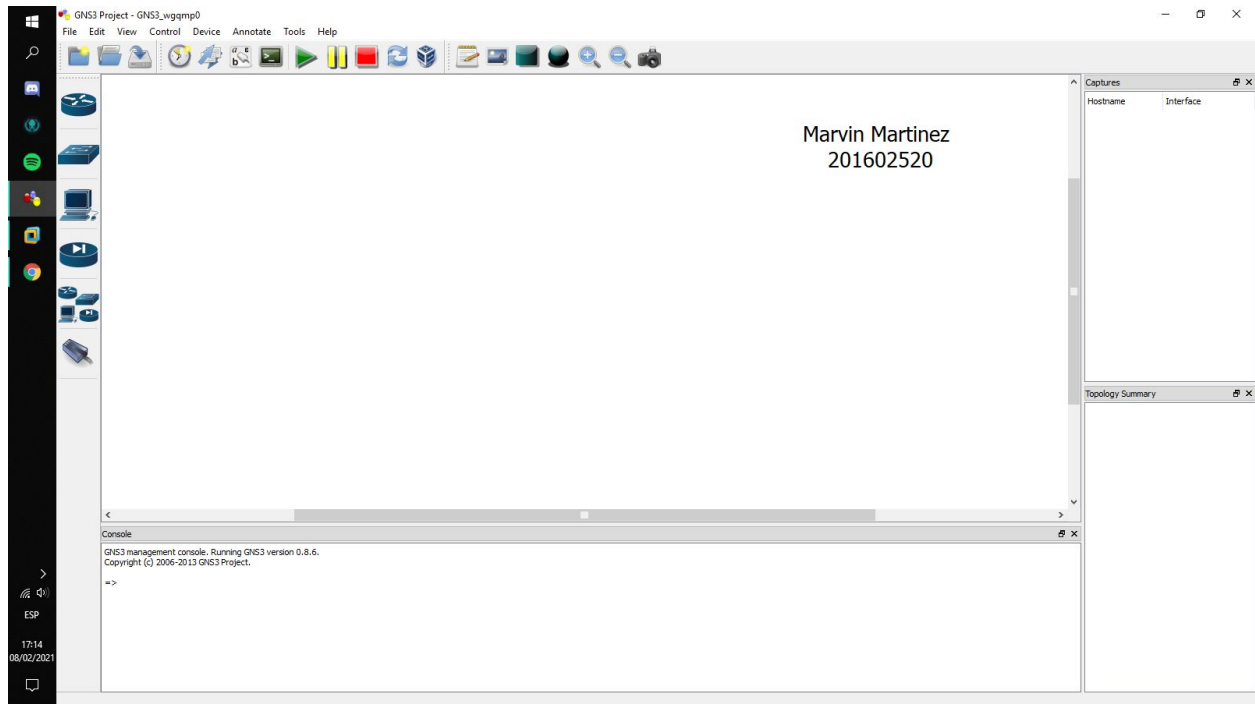 GNS3 Project - GNS3_wgqmp0
File Edit View Control Device Annotate Tools Help
Captures
Hostname Interface
Marvin Martinez
201602520
Topology Summary
Console
GNS3 management console. Running GNS3 version 0.8.6.
Copyright (c) 2006-2013 GNS3 Project.
=>
ESP
17:14
08/02/2021